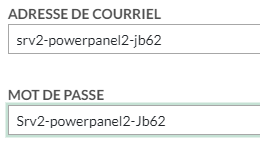 ADRESSE DE COURRIEL
srv2-powerpanel2-jb62
MOT DE PASSE
Srv2-powerpanel2-Jb62